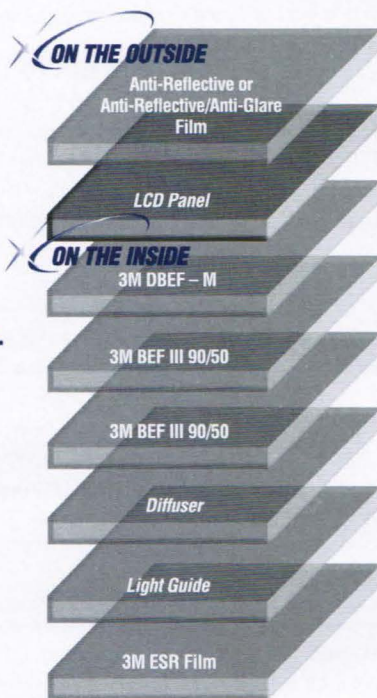 ON THE OUTSIDE
Anti-Reflective or
Anti-Reflective/Anti-Glare
Film
LCD Panel
ON THE INSIDE
3M DBEF – M
3M BEF III 90/50
3M BEF III 90/50
Diffuser
Light Guide
3M ESR Film